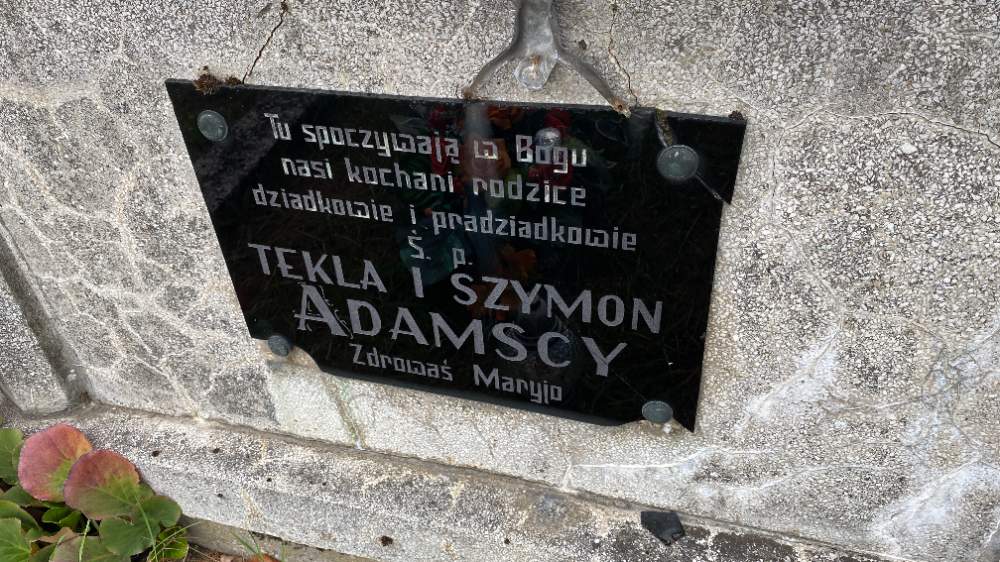 Tu spoczywają w Bogu
nasi kochani rodzice
dziadkowie i pradziadkowie
Ś. p.
TEKLA I SZYMON
ADAMSCY
Zdrowaś Maryjo